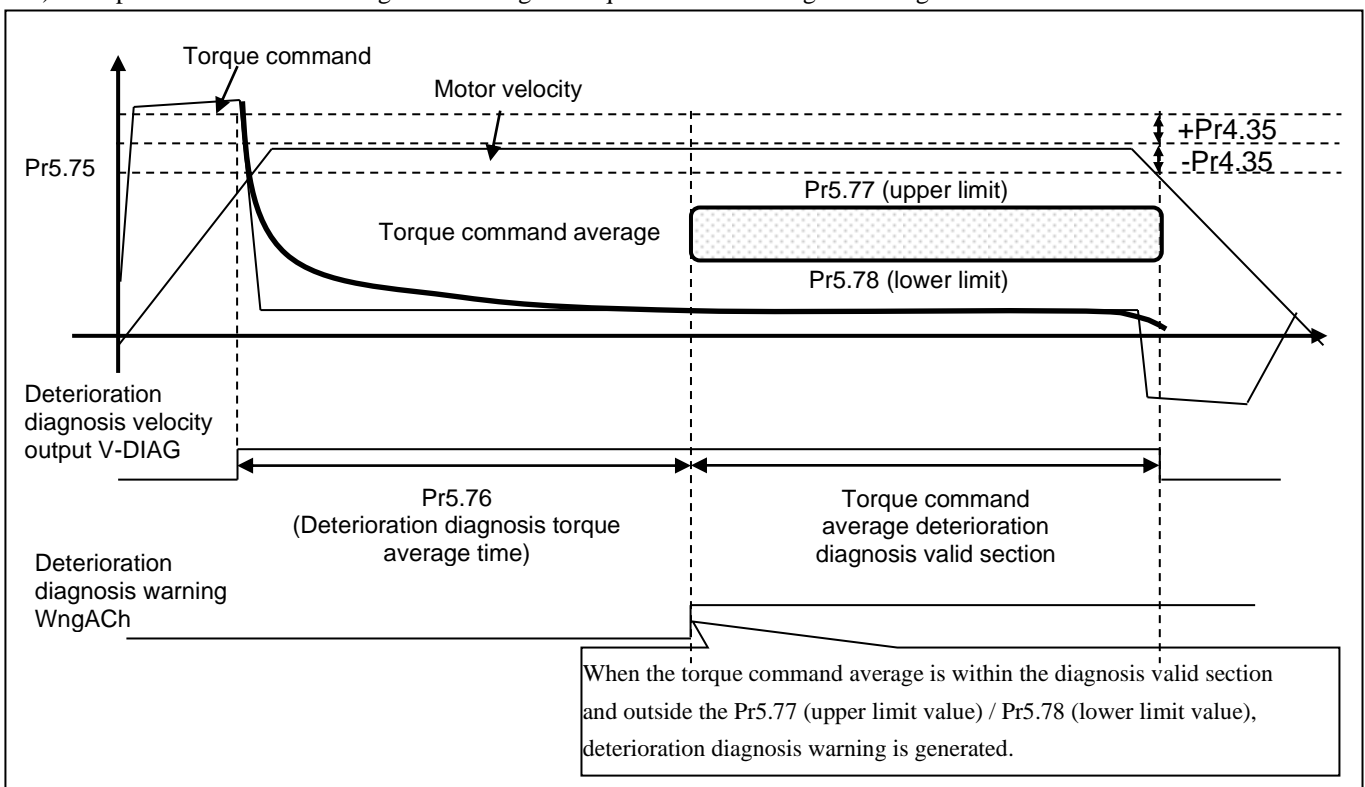 Torque command
Motor velocity
+Pr4.35
-Pr4.35
Pr5.75
Pr5.77 (upper limit)
Torque command average
Pr5.78 (lower limit)
Deterioration
diagnosis velocity
output V-DIAG
Pr5.76
(Deterioration diagnosis torque
average time)
Torque command
average deterioration
diagnosis valid section
Deterioration
diagnosis warning
WngACh
When the torque command average is within the diagnosis valid section
and outside the Pr5.77 (upper limit value) / Pr5.78 (lower limit value),
deterioration diagnosis warning is generated.